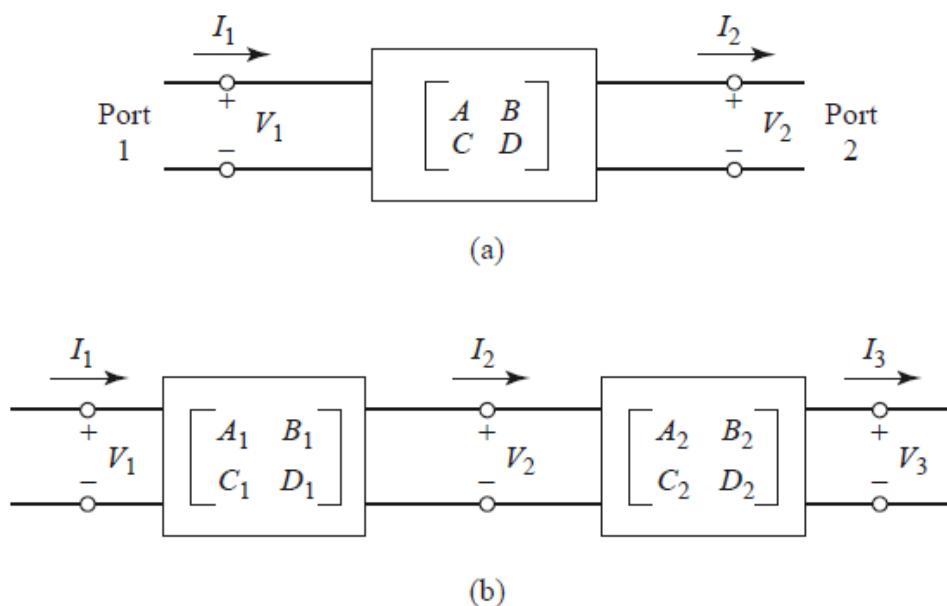 I1 I2
Port 1 + V1 − A B + V2 − Port 2
C D
(a)
I1 I2 I3
+ V1 − A1 B1 + V2 − A2 B2 + V3 −
C1 D1 C2 D2
(b)